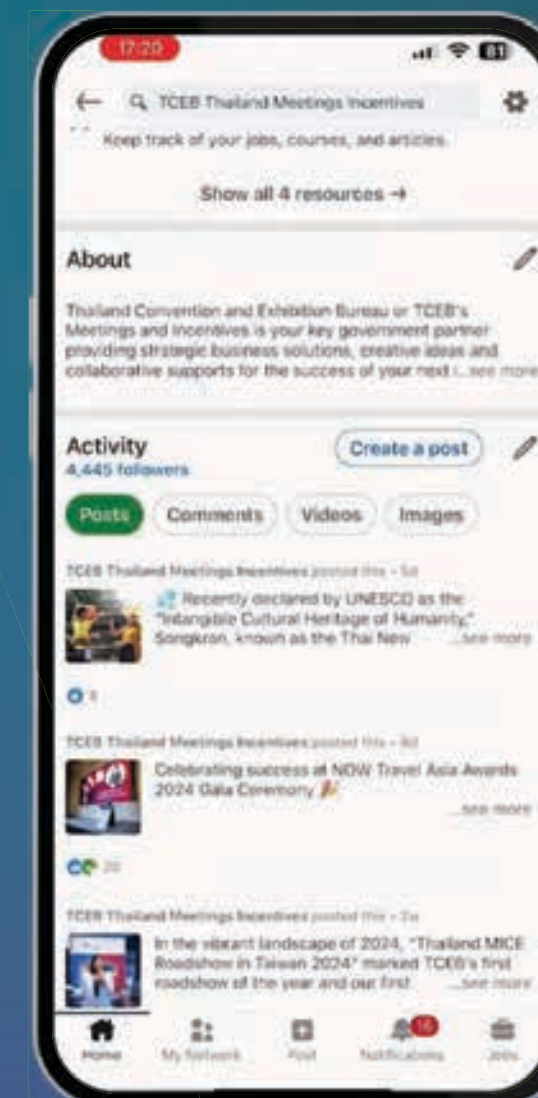 17:20
81
TCEB Thailand Meetings Incentives
Keep track of your jobs, courses, and articles.
Show all 4 resources →
About
Thailand Convention and Exhibition Bureau or TCEB's
Meetings and Incentives is your key government partner
providing strategic business solutions, creative ideas and
collaborative supports for the success of your next i...see more
Activity
4,445 followers
Create a post
Posts
Comments
Videos
Images
TCEB Thailand Meetings Incentives posted this •
Recently declared by UNESCO as the
"Intangible Cultural Heritage of Humanity,"
Songkran, known as the Thai New ...see more
TCEB Thailand Meetings Incentives posted this •
Celebrating success at NOW Travel Asia Awards
2024 Gala Ceremony
...see more
20
TCEB Thailand Meetings Incentives posted this • 2w
In the vibrant landscape of 2024, "Thailand MICE
Roadshow in Taiwan 2024" marked TCEB's first
roadshow of the year and our first ...see more
Home
My Network
Post
Notifications
Jobs